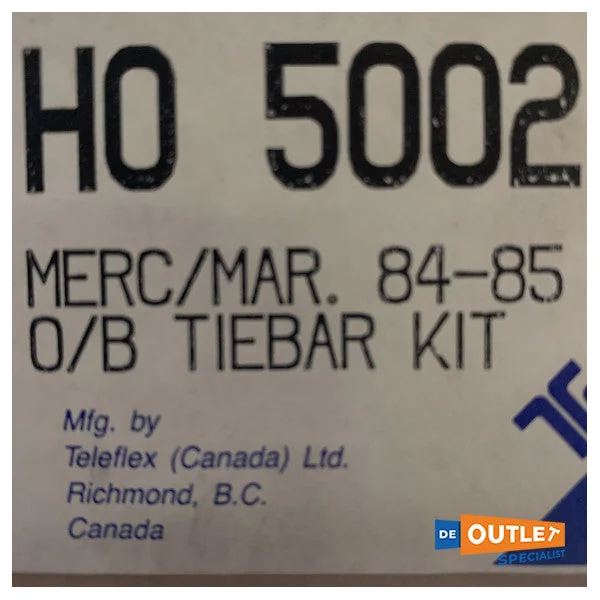 HO 5002
MERC/MAR. 84-85
O/B TIEBAR KIT
Mfg. by
Teleflex (Canada) Ltd.
Richmond, B.C.
Canada
DE OUTLET
SPECIALIST